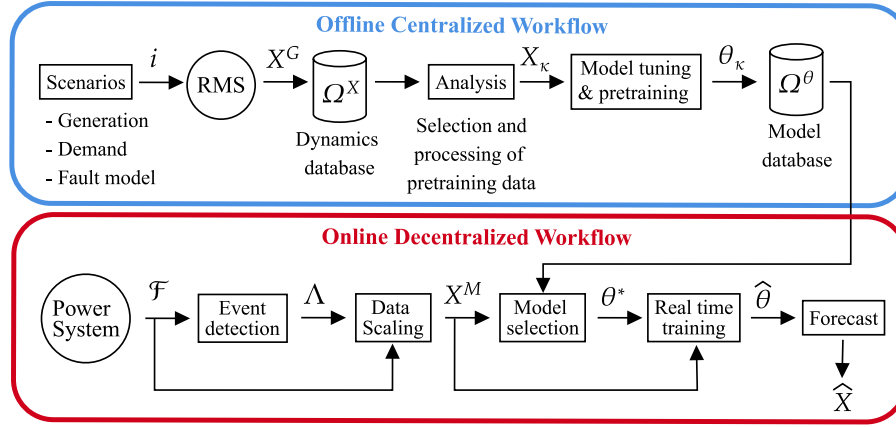 Offline Centralized Workflow
Scenarios
i
RMS
X^G
Ω^X
Analysis
X_κ
Model tuning
& pretraining
θ_κ
Ω^θ
- Generation
- Demand
- Fault model
Dynamics
database
Selection and
processing of
pretraining data
Model
database
Online Decentralized Workflow
Power
System
ℱ
Event
detection
Λ
Data
Scaling
X^M
Model
selection
θ*
Real time
training
θ̂
Forecast
X̂